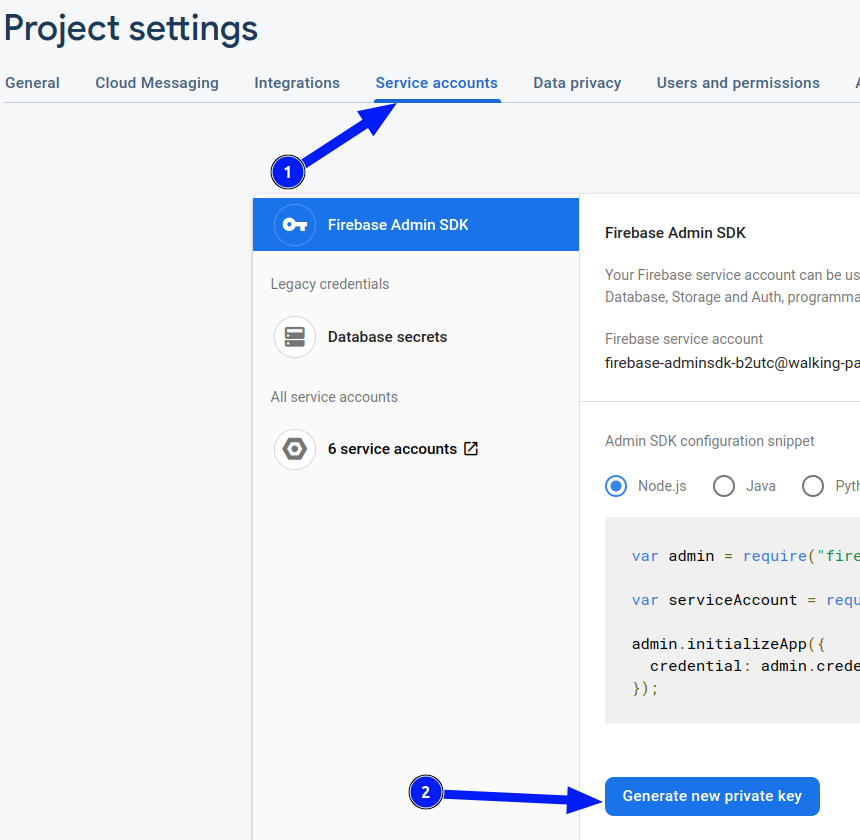 Project settings
General Cloud Messaging Integrations Service accounts Data privacy Users and permissions
1
Firebase Admin SDK
Legacy credentials
Database secrets
All service accounts
6 service accounts
Firebase Admin SDK
Your Firebase service account can be us
Database, Storage and Auth, programma
Firebase service account
firebase-adminsdk-b2utc@walking-pa
Admin SDK configuration snippet
Node.js Java Pyth
var admin = require("fire
var serviceAccount = requ
admin.initializeApp({
credential: admin.crede
});
2
Generate new private key